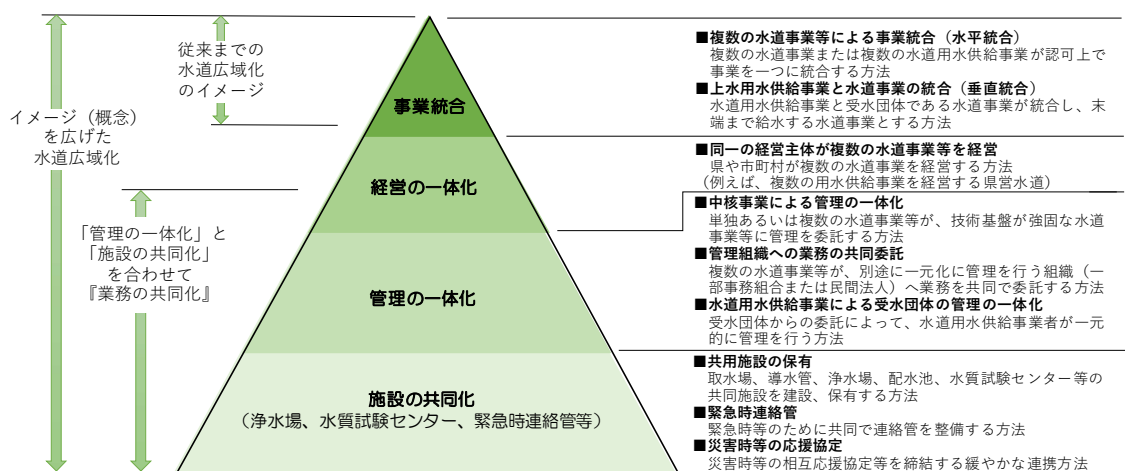 従来までの
水道広域化
のイメージ
イメージ（概念）
を広げた
水道広域化
「管理の一体化」と
「施設の共同化」
を合わせて
『業務の共同化』
事業統合
経営の一体化
管理の一体化
施設の共同化
（浄水場、水質試験センター、緊急時連絡管等）
■複数の水道事業等による事業統合（水平統合）
複数の水道事業または複数の水道用水供給事業が認可上で
事業を一つに統合する方法
■上水用水供給事業と水道事業の統合（垂直統合）
水道用水供給事業と受水団体である水道事が統合し、末
端まで給水する水道事業とする方法
■同一の経営主体が複数の水道事業等を経営
県や市町村が複数の水道事業を経営する方法
（例えば、複数の用水供給事業を経営する県営水道）
■中核事業による管理の一体化
単独あるいは複数の水道事業等が、技術基盤が強固な水道
事業等に管理を委託する方法
■管理組織への業務の共同委託
複数の水道事業等が、別途に一元化に管理を行う組織（一
部事務組合または民間法人）へ業務を共同で委託する方法
■水道用水供給事業による受水団体の管理の一体化
受水団体からの委託によって、水道用水供給事業者が一元
的に管理を行う方法
■共用施設の保有
取水場、導水管、浄水場、配水池、水質試験センター等の
共同施設を建設、保有する方法
■緊急時連絡管
緊急時等のために共同で連絡管を整備する方法
■災害時等の応援協定
災害時等の相互応援協定等を締結する緩やかな連携方法